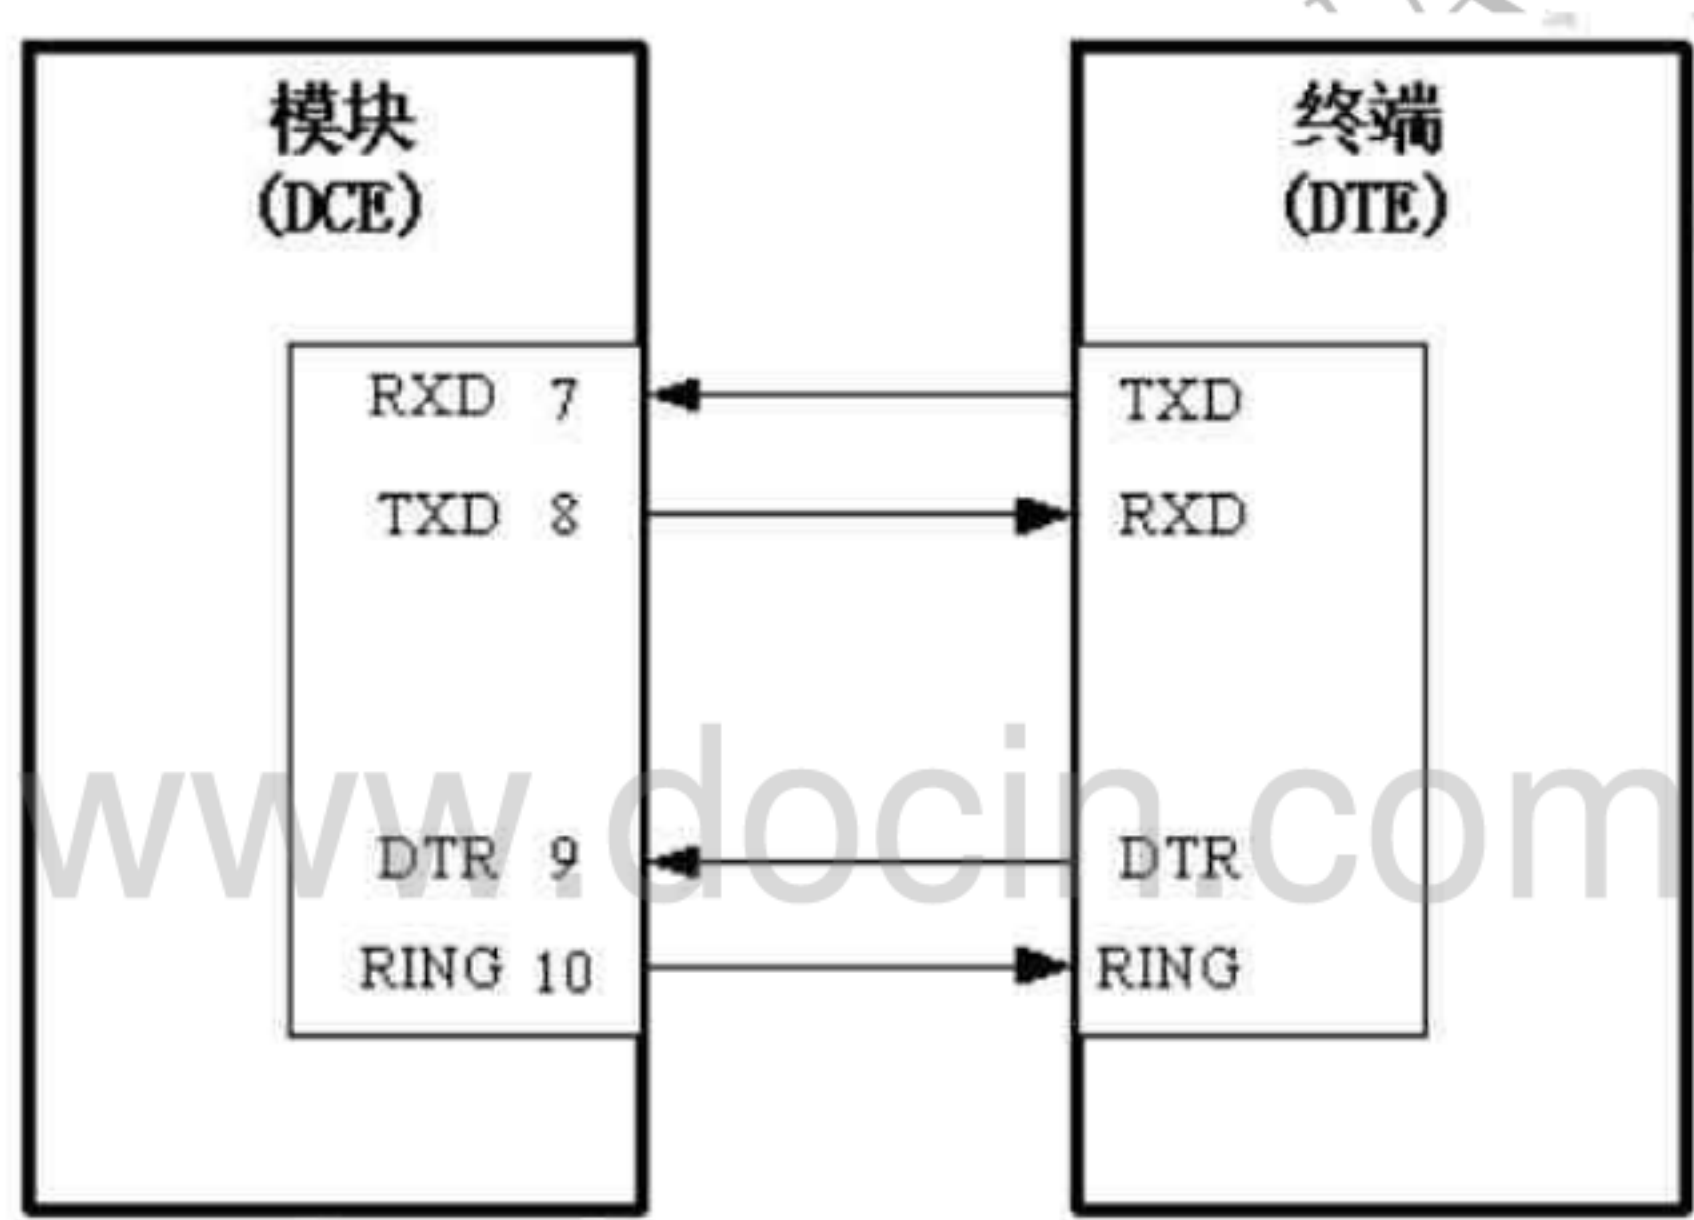 模块
(DCE)
终端
(DTE)
RXD 7
TXD
TXD 8
RXD
www.docin.com
DTR 9
DTR
RING 10
RING